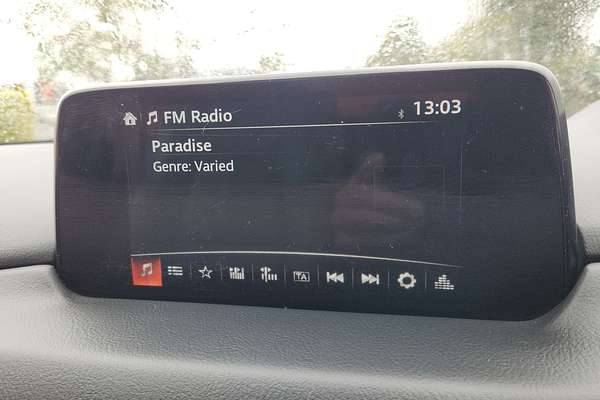 FM Radio
13:03
Paradise
Genre: Varied
TA